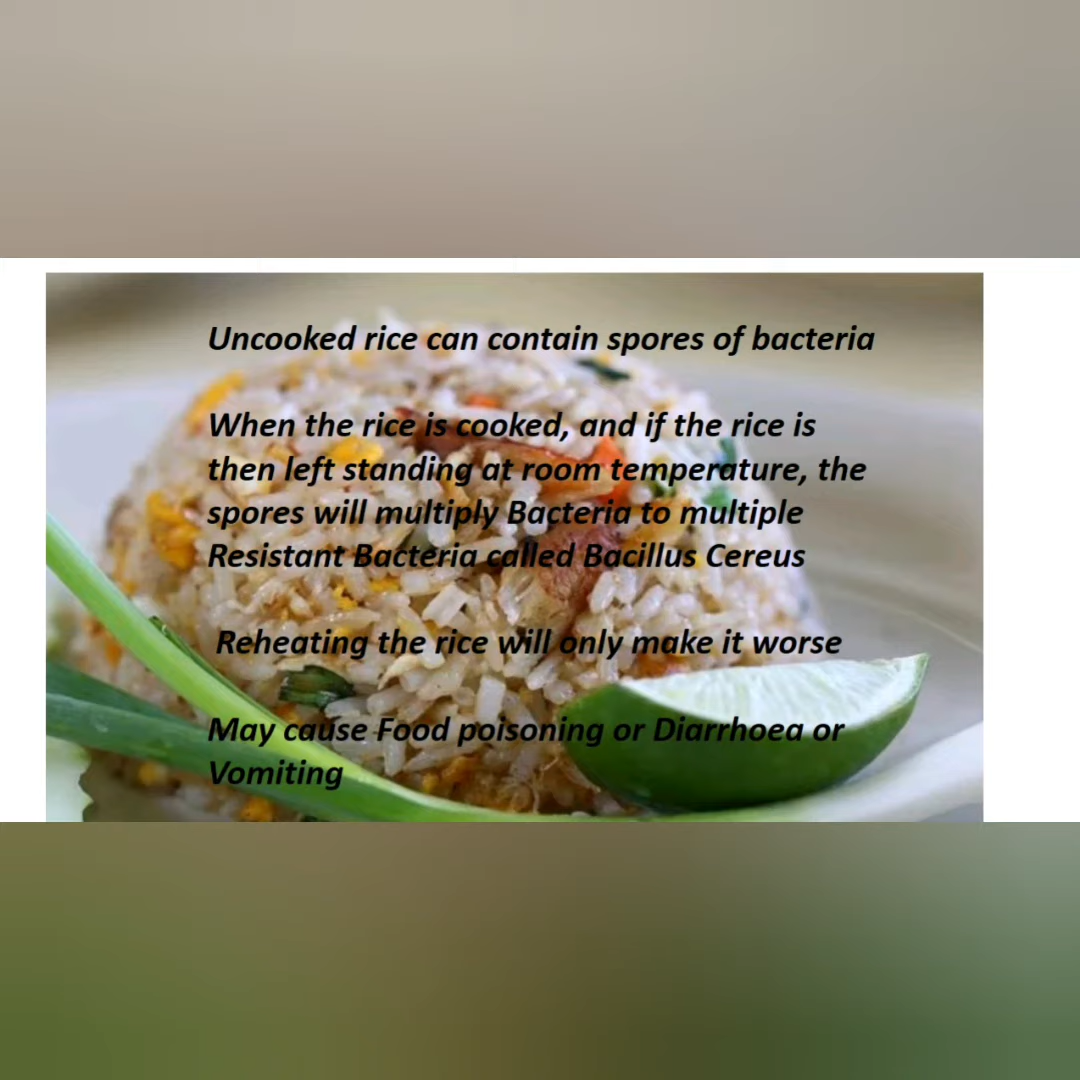 Uncooked rice can contain spores of bacteria
When the rice is cooked, and if the rice is
then left standing at room temperature, the
spores will multiply Bacteria to multiple
Resistant Bacteria called Bacillus Cereus
Reheating the rice will only make it worse
May cause Food poisoning or Diarrhoea or
Vomiting